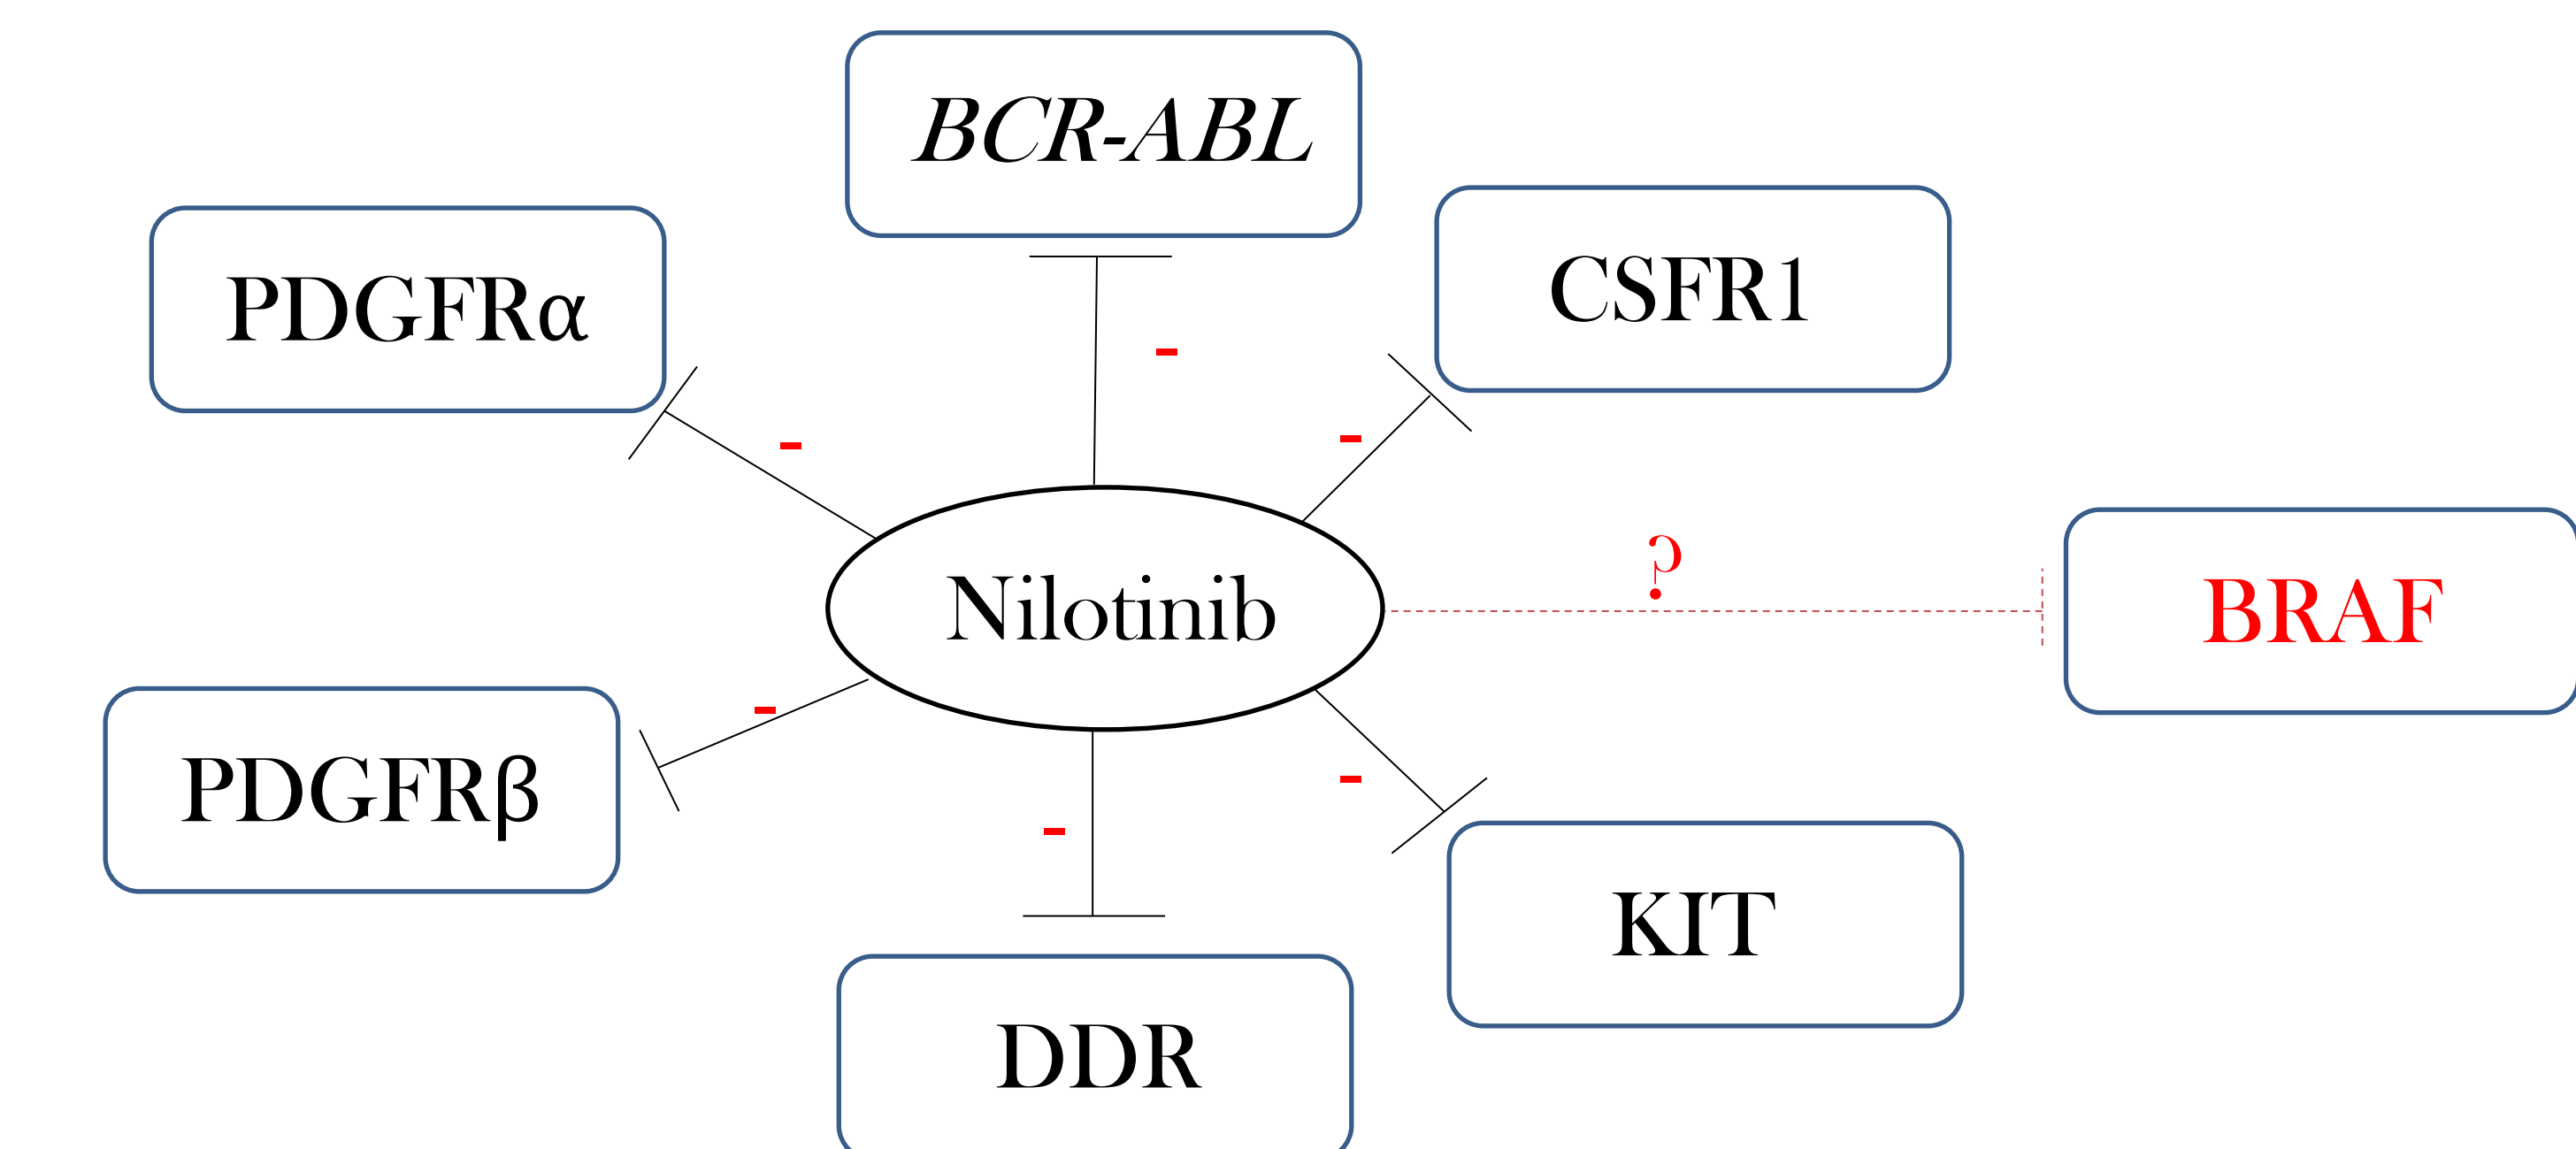 BCR-ABL
CSFR1
PDGFRα
-
-
-
?
Nilotinib
BRAF
-
-
PDGFRβ
-
KIT
DDR